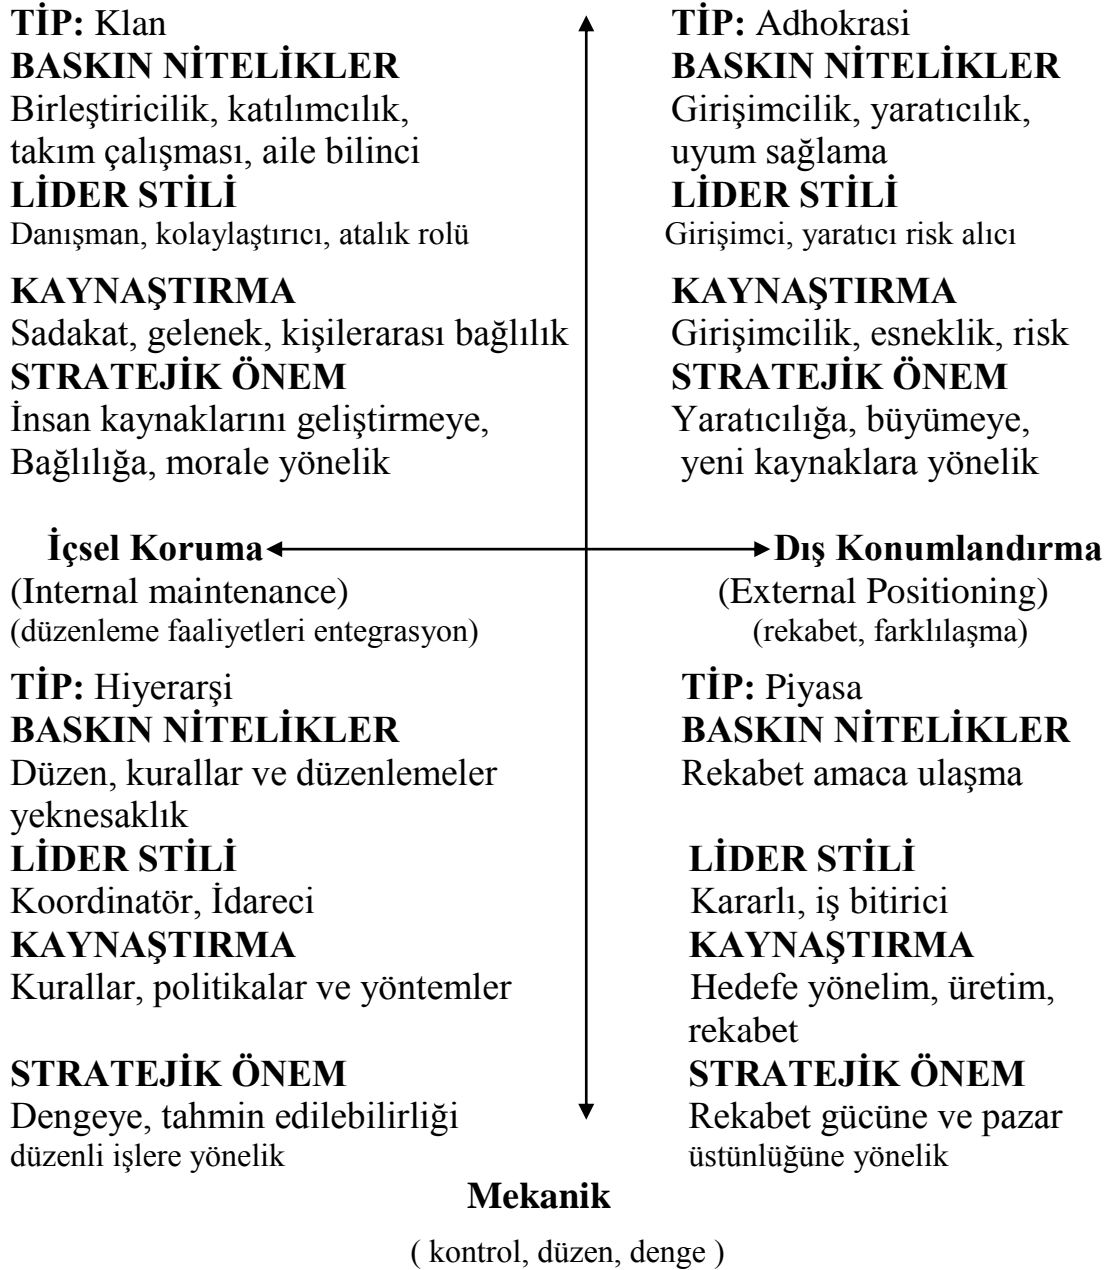 TİP: Klan
BASKIN NİTELİKLER
Birleştiricilik, katılımcılık,
takım çalışması, aile bilinci
LİDER STİLİ
Danışman, kolaylaştırıcı, atalık rolü
KAYNAŞTIRMA
Sadakat, gelenek, kişilerarası bağlılık
STRATEJİK ÖNEM
İnsan kaynaklarını geliştirmeye,
Bağlılığa, morale yönelik
TİP: Adhokrasi
BASKIN NİTELİKLER
Girişimcilik, yaratıcılık,
uyum sağlama
LİDER STİLİ
Girişimci, yaratıcı risk alıcı
KAYNAŞTIRMA
Girişimcilik, esneklik, risk
STRATEJİK ÖNEM
Yaratıcılığa, büyümeye,
yeni kaynaklara yönelik
İçsel Koruma
(Internal maintenance)
(düzenleme faaliyetleri entegrasyon)
Dış Konumlandırma
(External Positioning)
(rekabet, farklılaşma)
TİP: Hiyerarşi
BASKIN NİTELİKLER
Düzen, kurallar ve düzenlemeler
yeknesaklık
LİDER STİLİ
Koordinatör, İdareci
KAYNAŞTIRMA
Kurallar, politikalar ve yöntemler
STRATEJİK ÖNEM
Dengeye, tahmin edilebilirliği
düzenli işlere yönelik
TİP: Piyasa
BASKIN NİTELİKLER
Rekabet amaca ulaşma
LİDER STİLİ
Kararlı, iş bitirici
KAYNAŞTIRMA
Hedefe yönelim, üretim,
rekabet
STRATEJİK ÖNEM
Rekabet gücüne ve pazar
üstünlüğüne yönelik
Mekanik
( kontrol, düzen, denge )